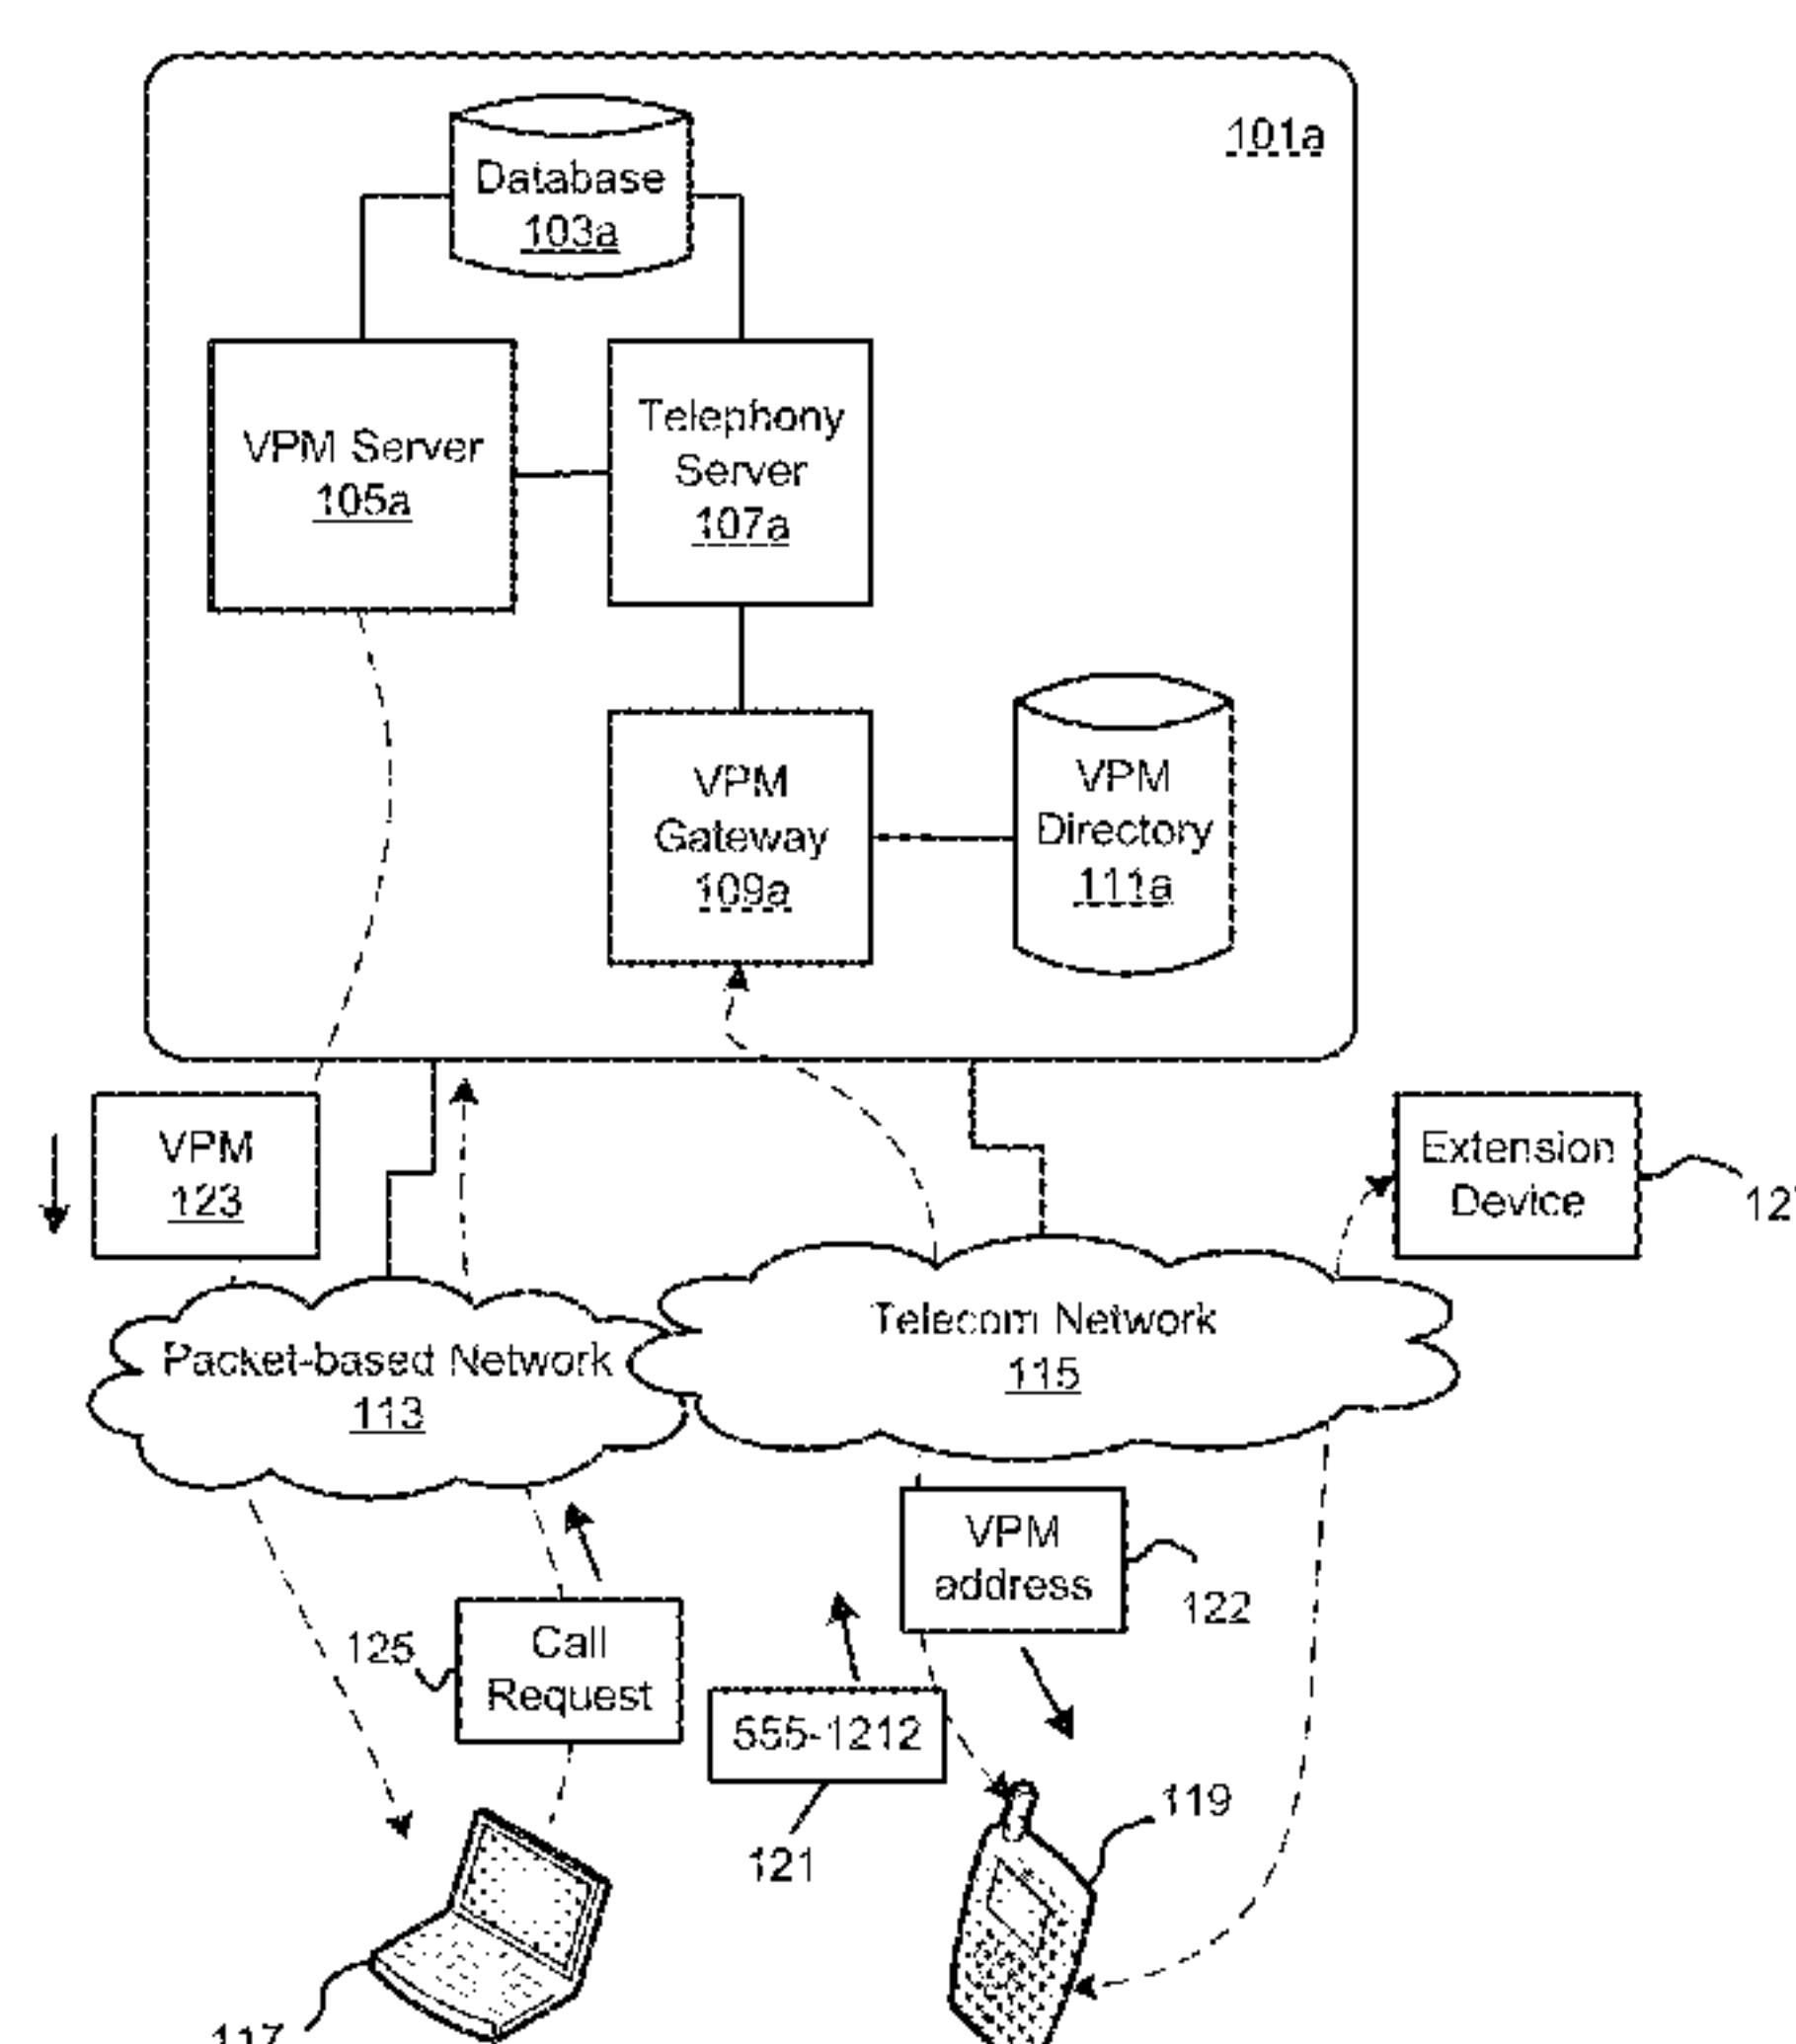 101a
Database
103a
VPM Server
105a
Telephony
Server
107a
VPM
Gateway
109a
VPM
Directory
111a
VPM
123
Extension
Device
Packet-based Network
113
Telecom Network
115
VPM
address
122
125
Call
Request
555-1212
121
119
117